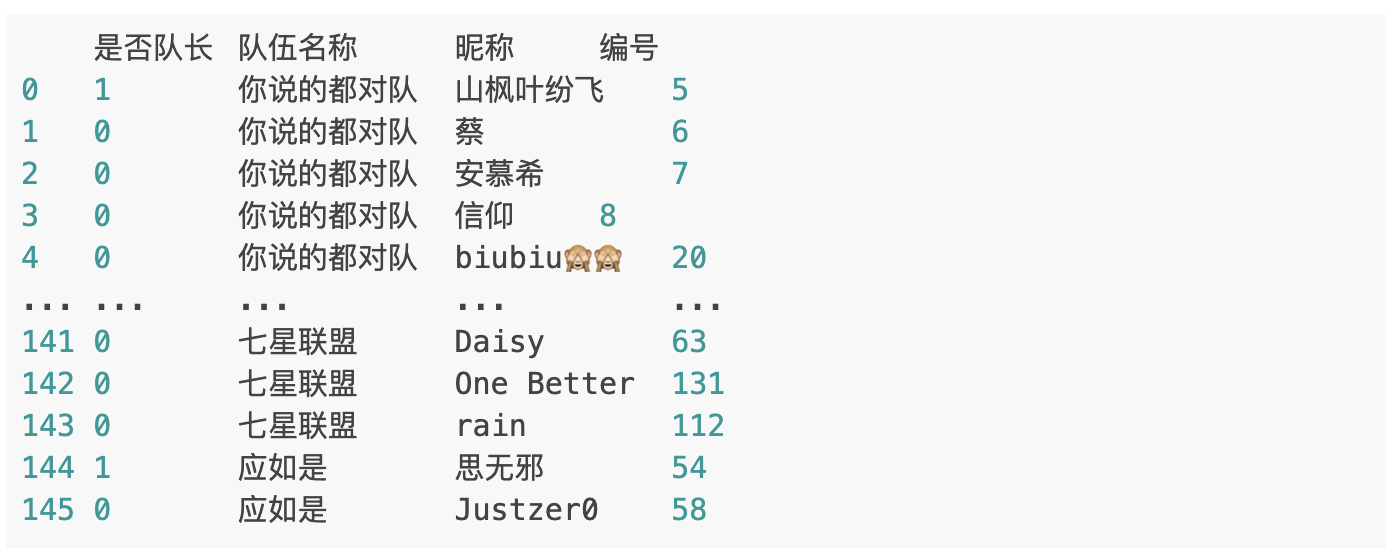 是否队长 队伍名称 昵称 编号
0 1 你说的都对队 山枫叶纷飞 5
1 0 你说的都对队 蔡 6
2 0 你说的都对队 安慕希 7
3 0 你说的都对队 信仰 8
4 0 你说的都对队 biubiu🙈🙈 20
... ... ... ... ...
141 0 七星联盟 Daisy 63
142 0 七星联盟 One Better 131
143 0 七星联盟 rain 112
144 1 应如是 思无邪 54
145 0 应如是 Justzer0 58